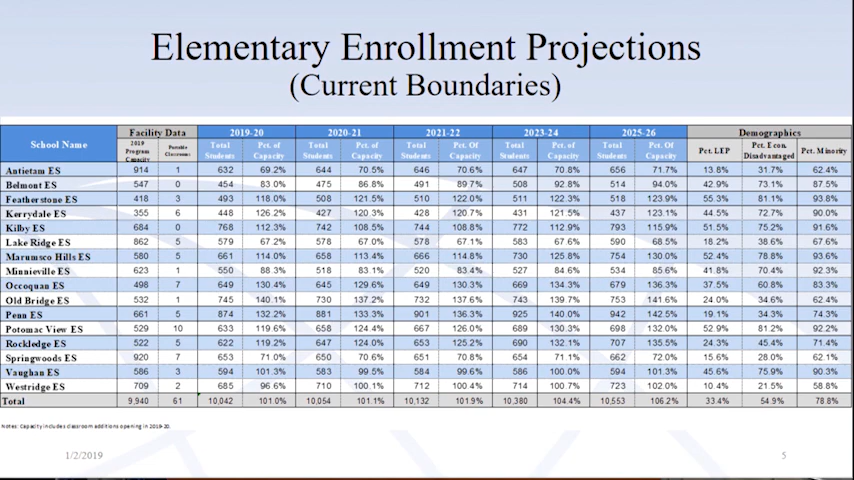 Elementary Enrollment Projections
(Current Boundaries)
School Name Facility Data 2019-20 2020-21 2021-22 2023-24 2025-26 Demographics
2019 Program Capacity Portable Classrooms Total Students Pct. of Capacity Total Students Pct. of Capacity Total Students Pct. Of Capacity Total Students Pct. of Capacity Total Students Pct. Of Capacity Pct. LEP Pct. Econ. Disadvantaged Pct. Minority
Antietam ES 914 1 632 69.2% 644 70.5% 646 70.6% 647 70.8% 656 71.7% 13.8% 31.7% 62.4%
Belmont ES 547 0 454 83.0% 475 86.8% 491 89.7% 508 92.8% 514 94.0% 42.9% 73.1% 87.5%
Featherstone ES 418 3 493 118.0% 508 121.5% 510 122.0% 511 122.3% 518 123.9% 55.3% 81.1% 93.8%
Kerrydale ES 355 6 448 126.2% 427 120.3% 428 120.7% 431 121.5% 437 123.1% 44.5% 72.7% 90.0%
Kilby ES 684 0 768 112.3% 742 108.5% 744 108.8% 772 112.9% 793 115.9% 51.5% 75.2% 91.6%
Lake Ridge ES 862 5 579 67.2% 578 67.0% 578 67.1% 583 67.6% 590 68.5% 18.2% 38.6% 67.6%
Marumsco Hills ES 580 5 661 114.0% 658 113.4% 666 114.8% 730 125.8% 754 130.0% 52.4% 78.8% 93.6%
Minnieville ES 623 1 550 88.3% 518 83.1% 520 83.4% 527 84.6% 534 85.6% 41.8% 70.4% 92.3%
Occoquan ES 498 7 649 130.4% 645 129.6% 649 130.3% 669 134.3% 679 136.3% 37.5% 60.8% 83.3%
Old Bridge ES 532 1 745 140.1% 730 137.2% 732 137.6% 743 139.7% 753 141.6% 24.0% 34.6% 62.4%
Penn ES 661 5 874 132.2% 881 133.3% 901 136.3% 925 140.0% 942 142.5% 19.1% 34.3% 74.3%
Potomac View ES 529 10 633 119.6% 658 124.4% 667 126.0% 689 130.3% 698 132.0% 52.9% 81.2% 92.2%
Rockledge ES 522 5 622 119.2% 647 124.0% 653 125.2% 690 132.1% 707 135.5% 24.3% 45.4% 71.4%
Springwoods ES 920 7 653 71.0% 650 70.6% 651 70.8% 654 71.1% 662 72.0% 15.6% 28.0% 62.1%
Vaughan ES 586 3 594 101.3% 583 99.5% 584 99.6% 586 100.0% 594 101.3% 45.6% 75.9% 90.3%
Westridge ES 709 2 685 96.6% 710 100.1% 712 100.4% 714 100.7% 723 102.0% 10.4% 21.5% 58.8%
Total 9,940 61 10,042 101.0% 10,054 101.1% 10,132 101.9% 10,380 104.4% 10,553 106.2% 33.4% 54.9% 78.8%
Notes: Capacity includes classroom additions opening in 2019-20.
1/2/2019 5